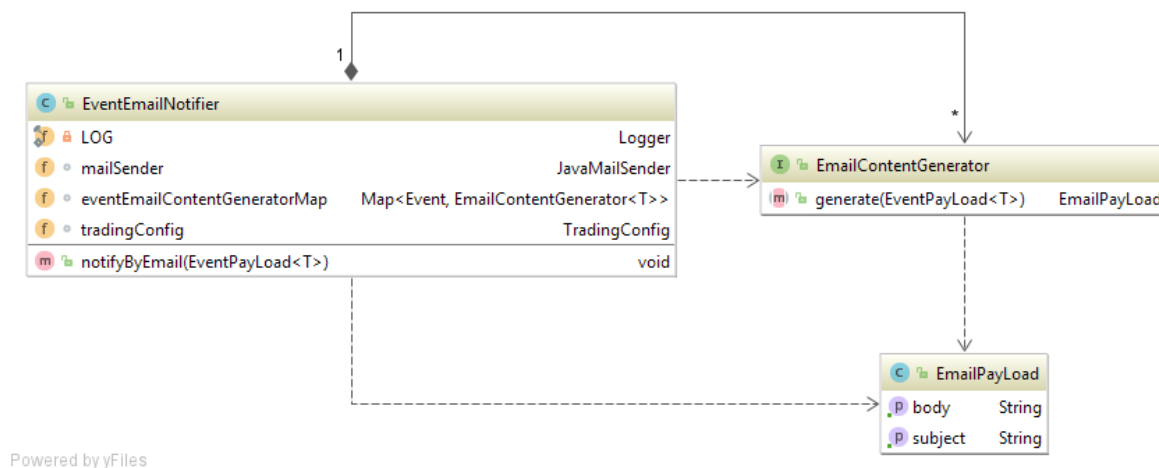 1
EventEmailNotifier
LOG Logger
mailSender JavaMailSender
eventEmailContentGeneratorMap Map<Event, EmailContentGenerator<T>>
tradingConfig TradingConfig
notifyByEmail(EventPayLoad<T>) void
*
EmailContentGenerator
generate(EventPayLoad<T>) EmailPayLoad
EmailPayLoad
body String
subject String
Powered by yFiles